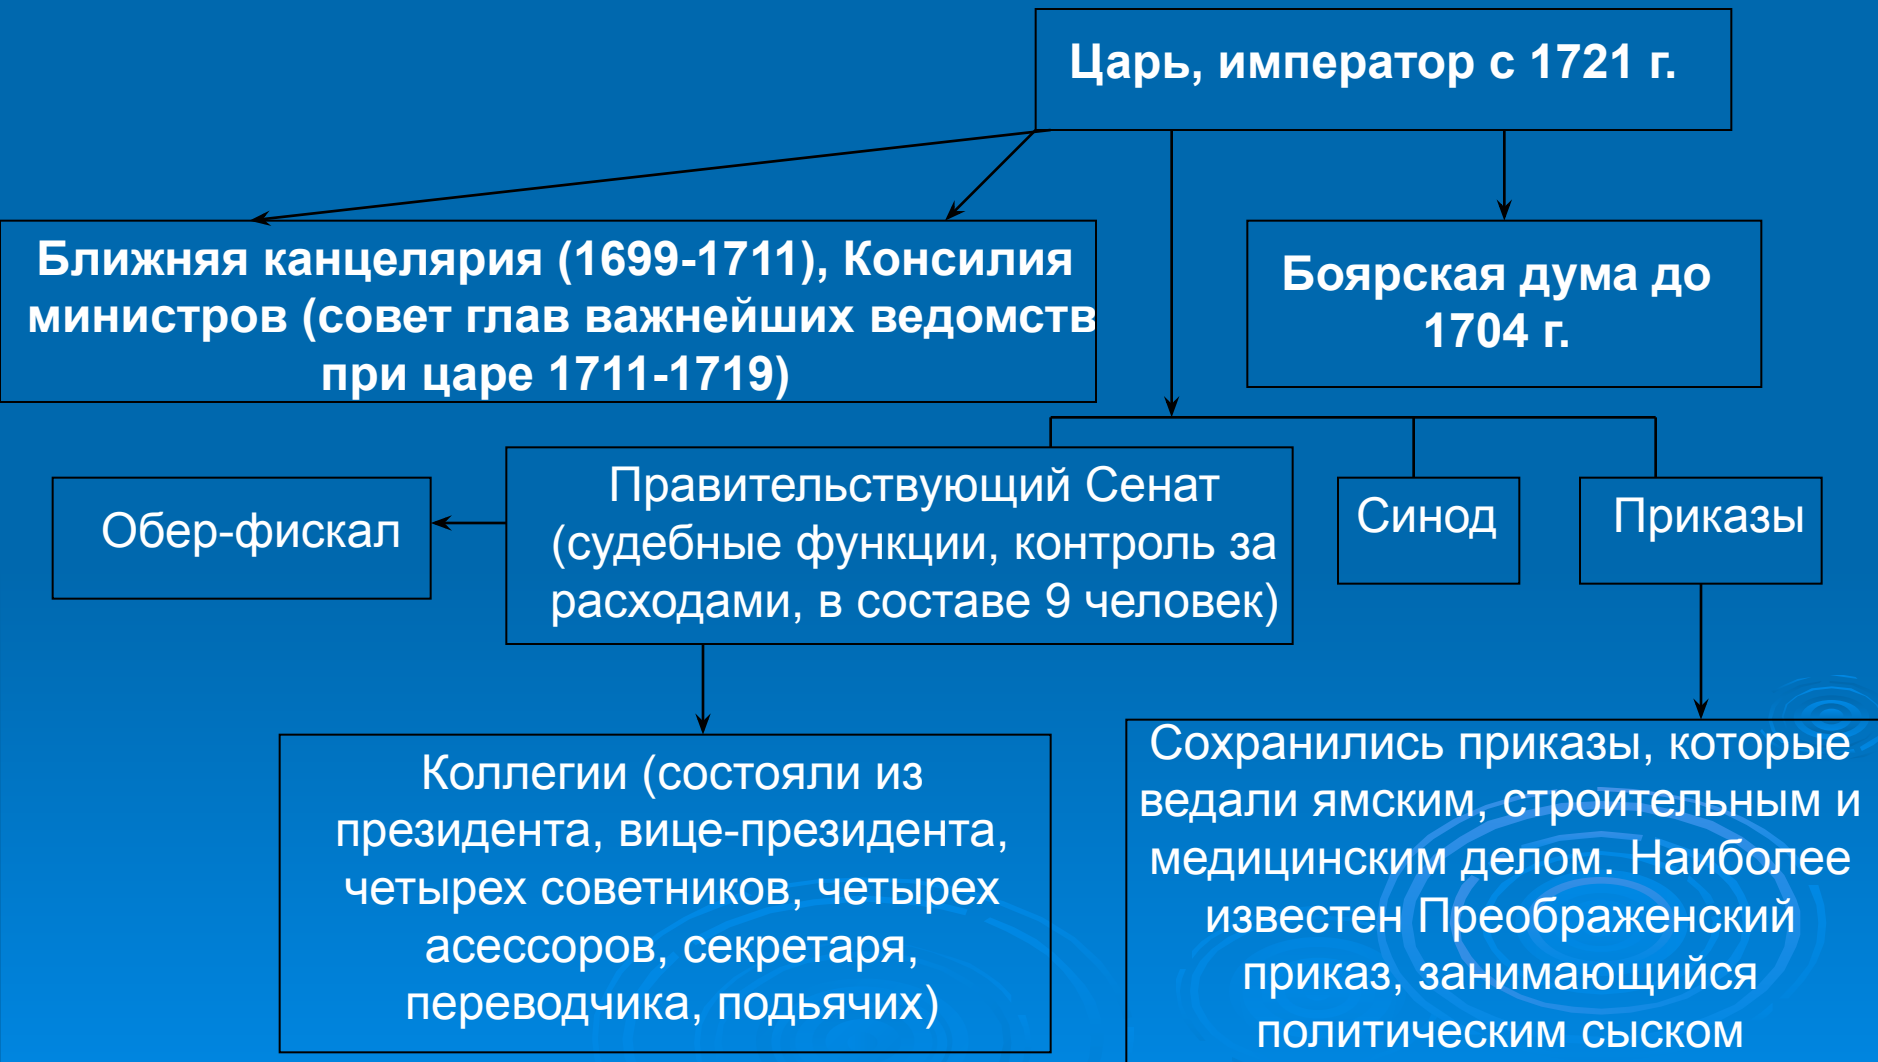 Царь, император с 1721 г.
Ближняя канцелярия (1699-1711), Консилия
министров (совет глав важнейших ведомств
при царе 1711-1719)
Боярская дума до
1704 г.
Обер-фискал
Правительствующий Сенат
(судебные функции, контроль за
расходами, в составе 9 человек)
Синод
Приказы
Коллегии (состояли из
президента, вице-президента,
четырех советников, четырех
асессоров, секретаря,
переводчика, подьячих)
Сохранились приказы, которые
ведали ямским, строительным и
медицинским делом. Наиболее
известен Преображенский
приказ, занимающийся
политическим сыском